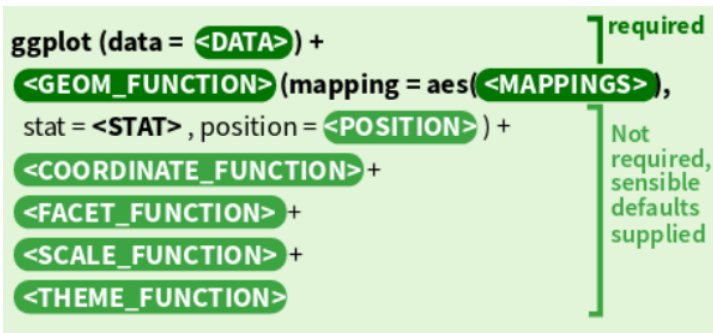 ggplot (data = <DATA>) +
<GEOM_FUNCTION> (mapping = aes(<MAPPINGS>),
stat = <STAT> , position = <POSITION> ) +
<COORDINATE_FUNCTION> +
<FACET_FUNCTION> +
<SCALE_FUNCTION> +
<THEME_FUNCTION>
required
Not
required,
sensible
defaults
supplied